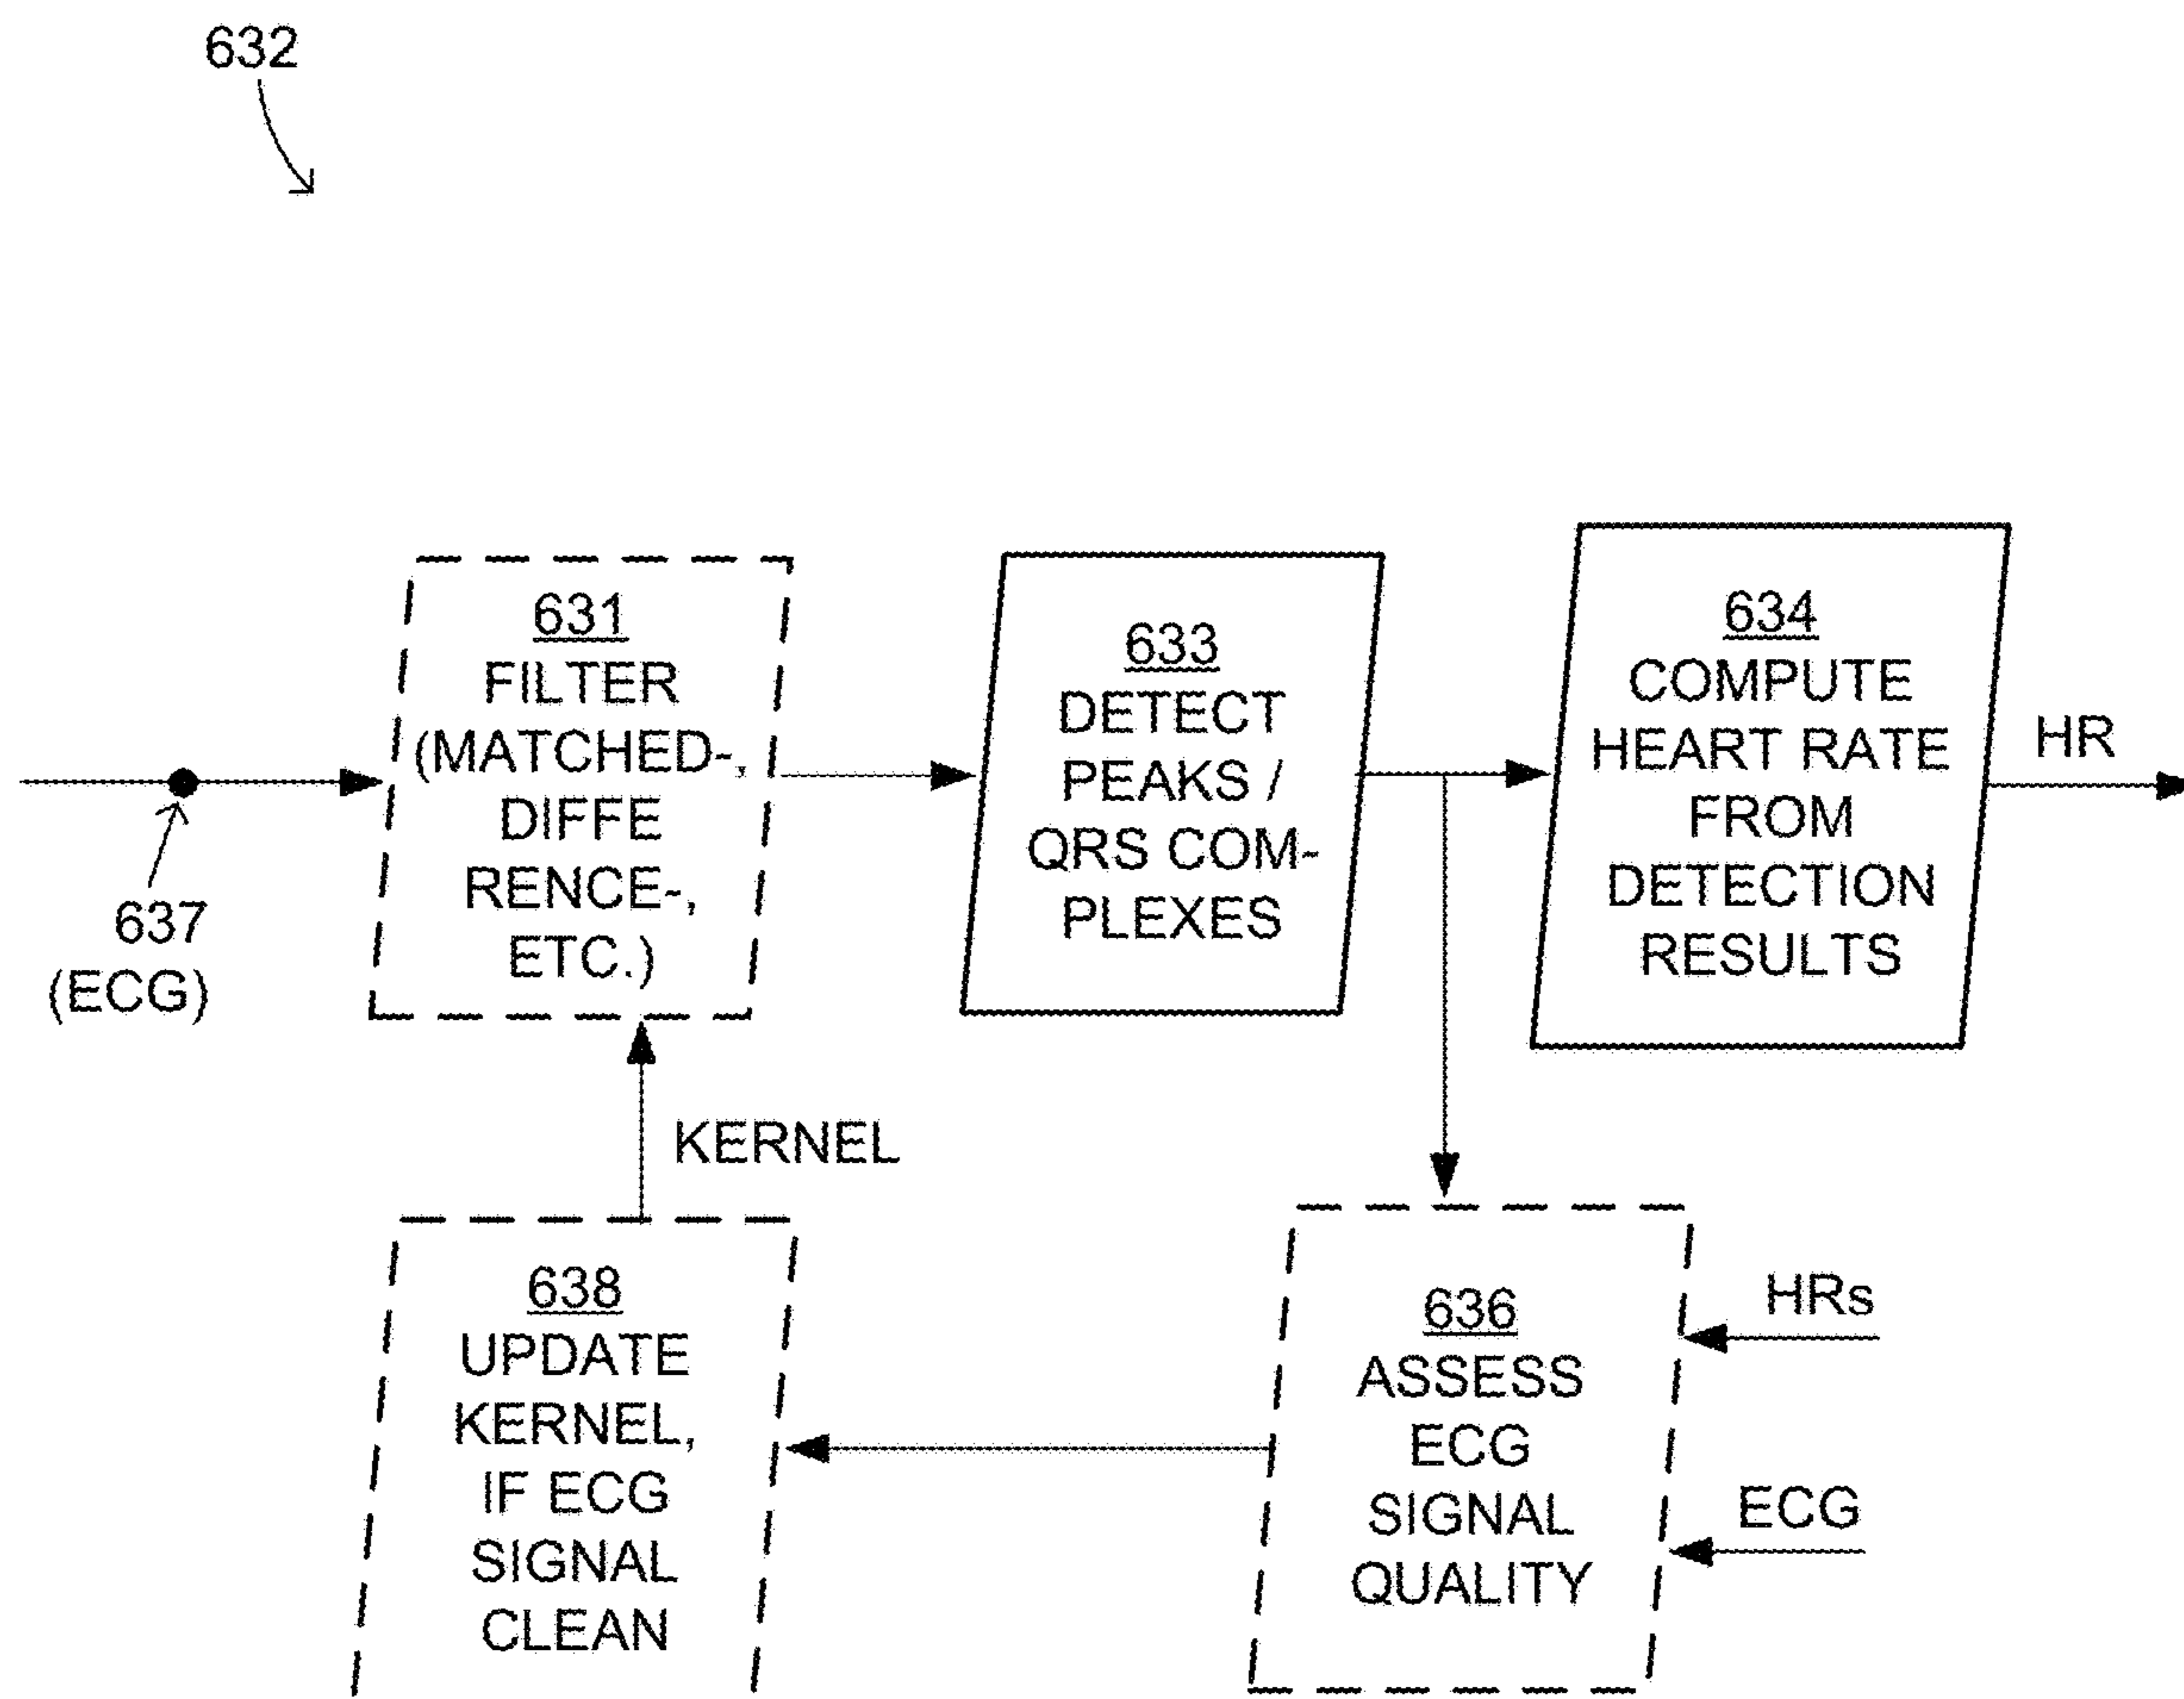 632
631
FILTER
(MATCHED-,
DIFFE
RENCE-,
ETC.)
633
DETECT
PEAKS /
QRS COM-
PLEXES
634
COMPUTE
HEART RATE
FROM
DETECTION
RESULTS
HR
637
(ECG)
KERNEL
638
UPDATE
KERNEL,
IF ECG
SIGNAL
CLEAN
636
ASSESS
ECG
SIGNAL
QUALITY
HRs
ECG